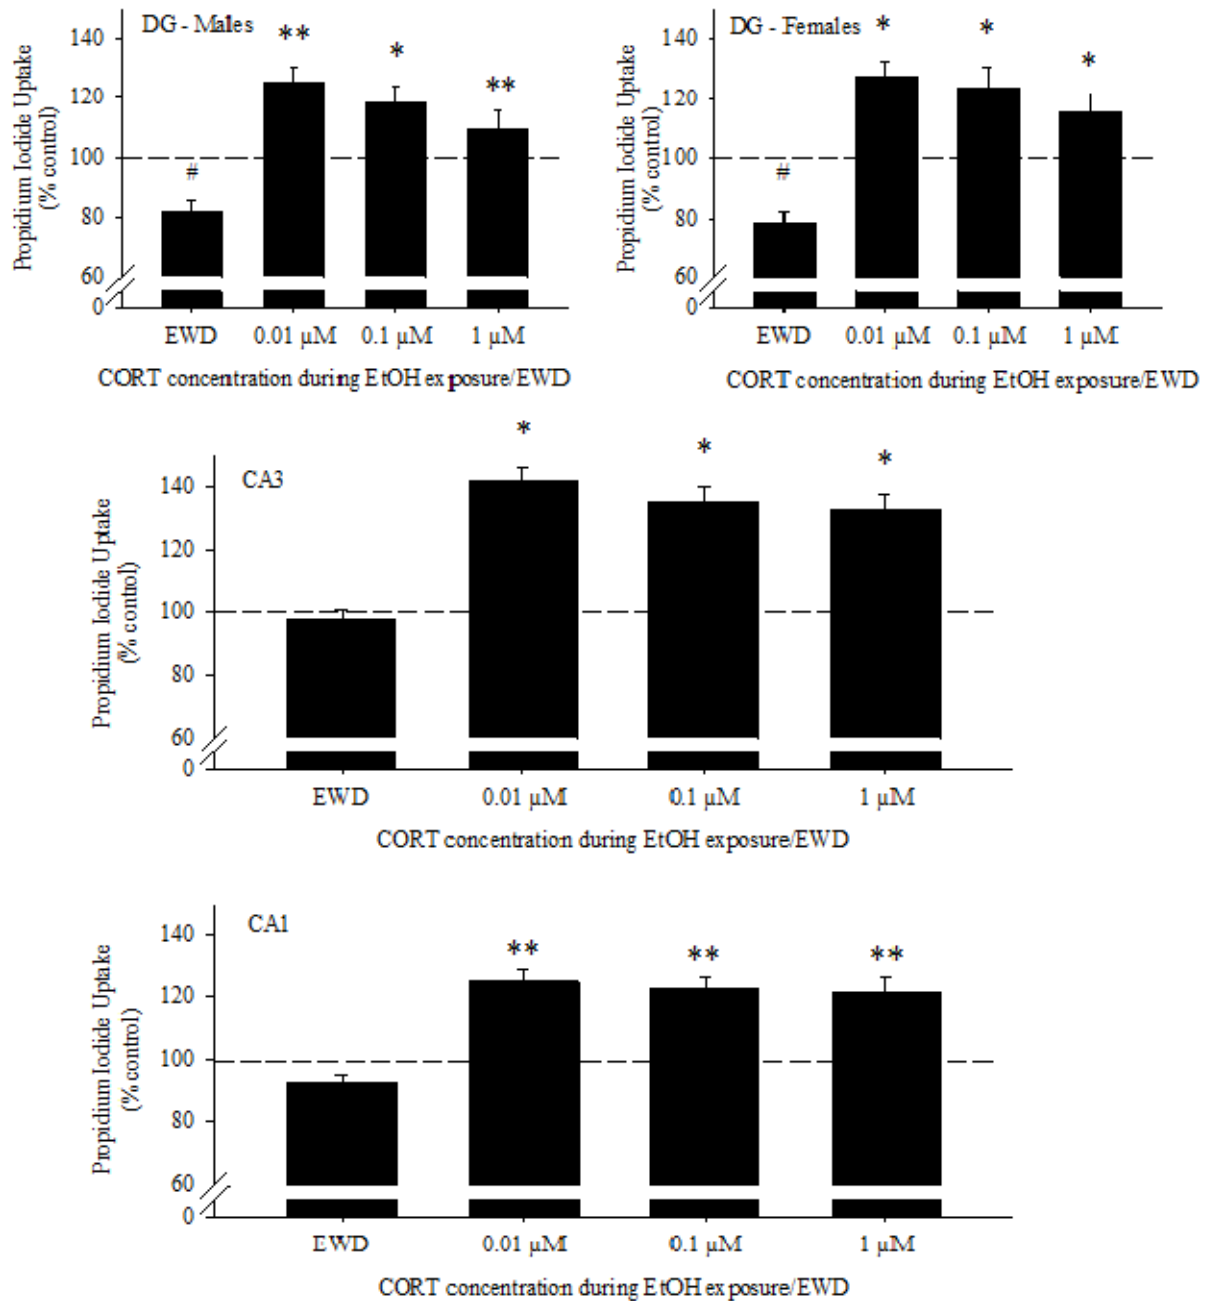 DG - Males
Propidium Iodide Uptake
(% control)
140
120
100
80
60
0
**
*
**
#
EWD 0.01 µM 0.1 µM 1 µM
CORT concentration during EtOH exposure/EWD
DG - Females
Propidium Iodide Uptake
(% control)
140
120
100
80
60
0
*
*
*
#
EWD 0.01 µM 0.1 µM 1 µM
CORT concentration during EtOH exposure/EWD
CA3
Propidium Iodide Uptake
(% control)
140
120
100
80
60
0
*
*
*
EWD 0.01 µM 0.1 µM 1 µM
CORT concentration during EtOH exposure/EWD
CA1
Propidium Iodide Uptake
(% control)
140
120
100
80
60
0
** ** **
EWD 0.01 µM 0.1 µM 1 µM
CORT concentration during EtOH exposure/EWD